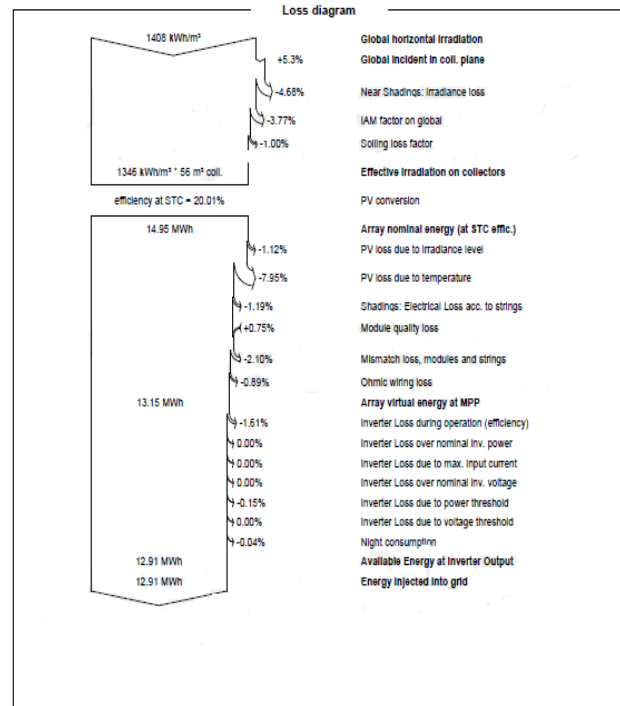 Loss diagram
1408 kWh/m² Global horizontal irradiation
+5.3% Global incident in coll. plane
-4.68% Near Shadings: Irradiance loss
-3.77% IAM factor on global
-1.00% Soiling loss factor
1346 kWh/m² * 56 m² coll. Effective irradiation on collectors
efficiency at STC = 20.01% PV conversion
14.95 MWh Array nominal energy (at STC effic.)
-1.12% PV loss due to irradiance level
-7.95% PV loss due to temperature
-1.19% Shadings: Electrical Loss acc. to strings
+0.75% Module quality loss
-2.10% Mismatch loss, modules and strings
-0.89% Ohmic wiring loss
13.15 MWh Array virtual energy at MPP
-1.61% Inverter Loss during operation (efficiency)
0.00% Inverter Loss over nominal inv. power
0.00% Inverter Loss due to max. input current
0.00% Inverter Loss over nominal inv. voltage
-0.15% Inverter Loss due to power threshold
0.00% Inverter Loss due to voltage threshold
-0.04% Night consumption
12.91 MWh Available Energy at Inverter Output
12.91 MWh Energy injected into grid